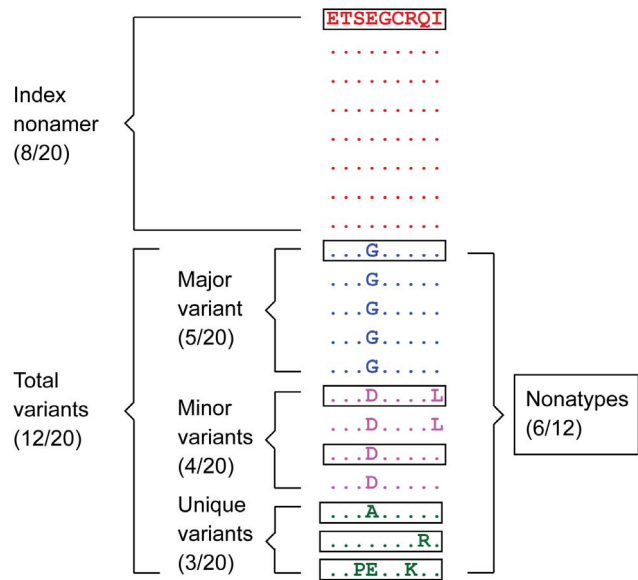 ETSEGCRQI
.........
.........
.........
.........
.........
.........
.........
Index
nonamer
(8/20)
...G.....
...G.....
...G.....
...G.....
...G.....
Major
variant
(5/20)
Total
variants
(12/20)
...D....L
...D....L
...D.....
...D.....
Minor
variants
(4/20)
Nonatypes
(6/12)
...A.....
.......R.
..PE..K..
Unique
variants
(3/20)